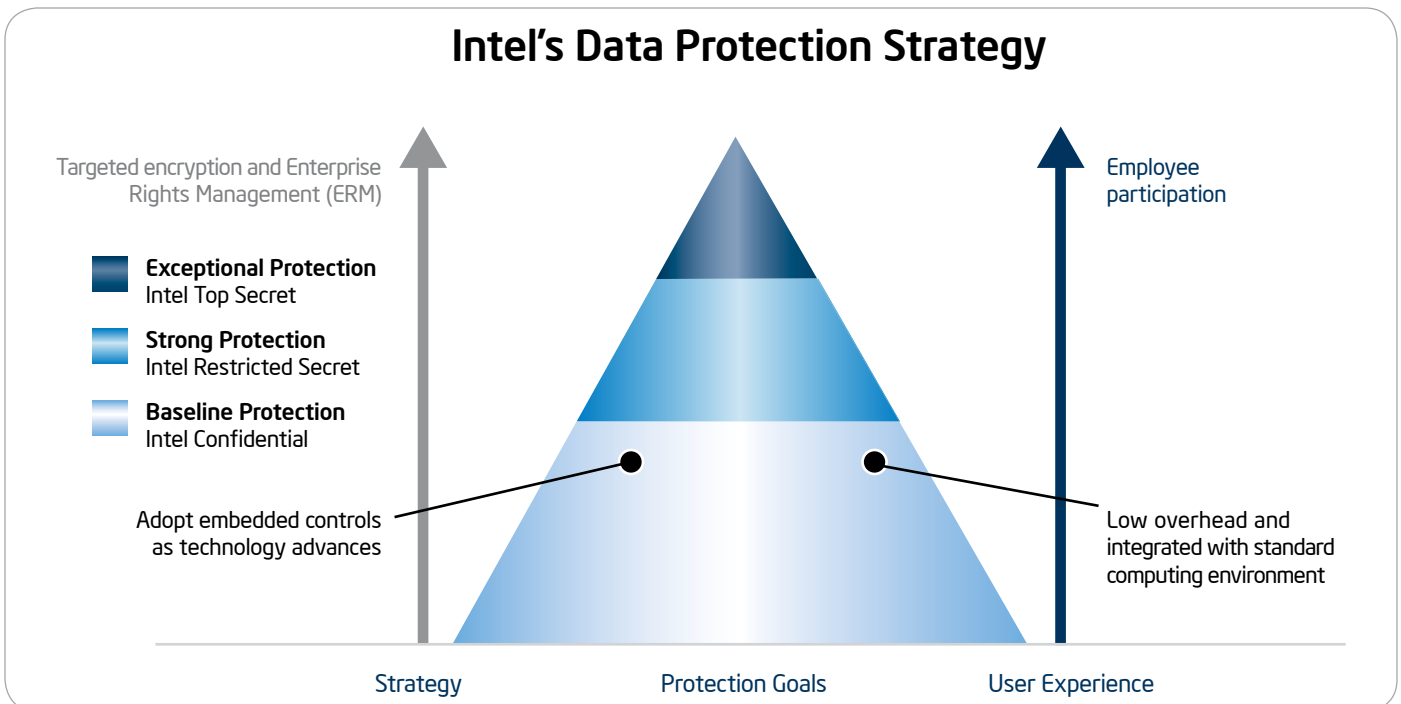 Intel's Data Protection Strategy
Targeted encryption and Enterprise
Rights Management (ERM)
Employee
participation
Exceptional Protection
Intel Top Secret
Strong Protection
Intel Restricted Secret
Baseline Protection
Intel Confidential
Adopt embedded controls
as technology advances
Low overhead and
integrated with standard
computing environment
Strategy
Protection Goals
User Experience